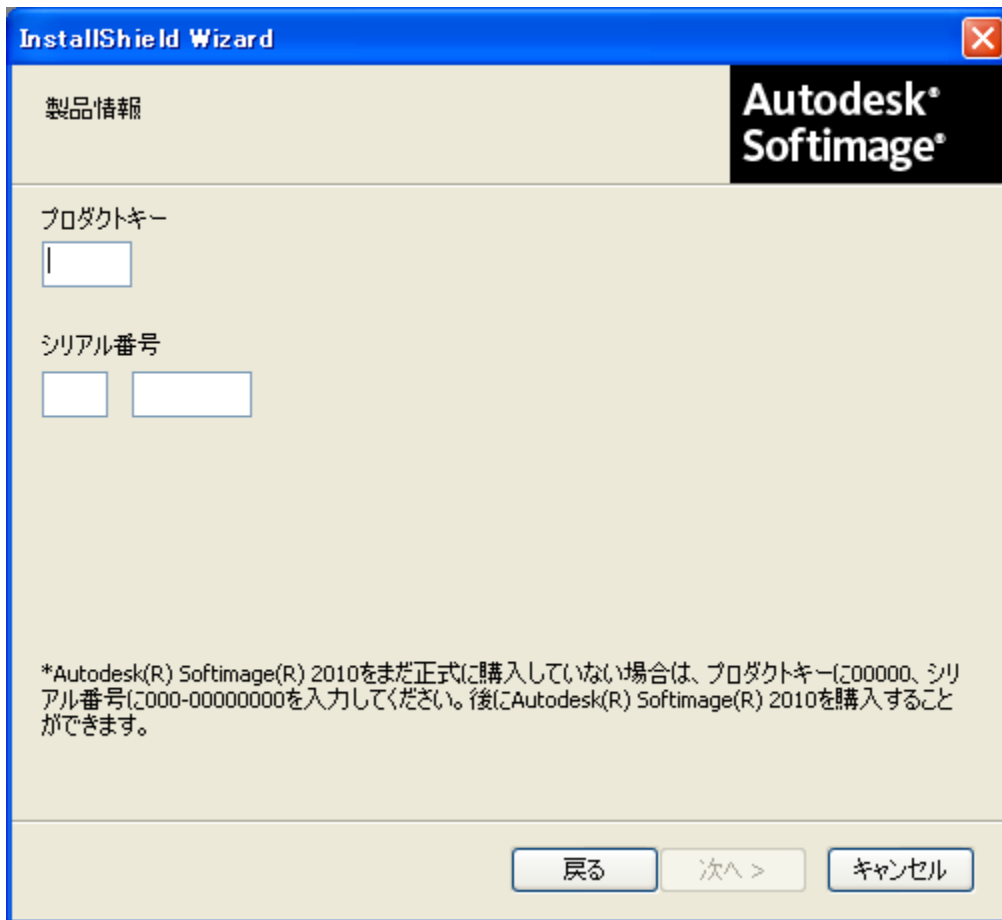 InstallShield Wizard
製品情報
Autodesk®
Softimage®
プロダクトキー
シリアル番号
*Autodesk(R) Softimage(R) 2010をまだ正式に購入していない場合は、プロダクトキーに00000、シリ
アル番号に000-00000000を入力してください。後にAutodesk(R) Softimage(R) 2010を購入すること
ができます。
戻る
次へ >
キャンセル